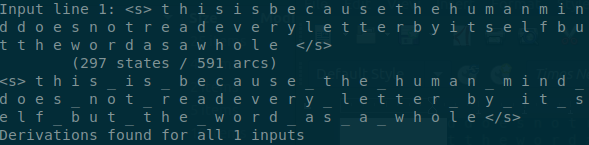 Input line 1: <s> t h i s i s b e c a u s e t h e h u m a n m i n
d d o e s n o t r e a d e v e r y l e t t e r b y i t s e l f b u
t t h e w o r d a s a w h o l e  </s>
(297 states / 591 arcs)
<s> t h i s _ i s _ b e c a u s e _ t h e _ h u m a n _ m i n d _
d o e s _ n o t _ r e a d e v e r y _ l e t t e r _ b y _ i t _ s
e l f _ b u t _ t h e _ w o r d _ a s _ a _ w h o l e </s>
Derivations found for all 1 inputs